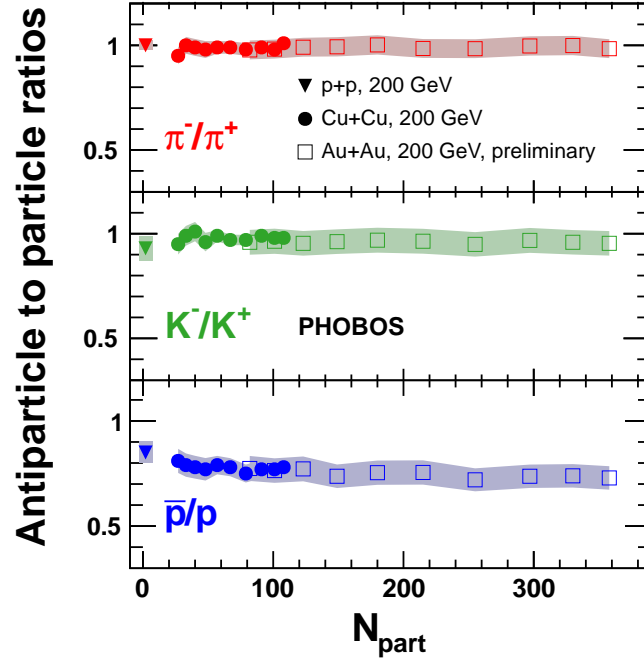 Antiparticle to particle ratios
1
0.5
π⁻/π⁺
p+p, 200 GeV
Cu+Cu, 200 GeV
Au+Au, 200 GeV, preliminary
1
0.5
K⁻/K⁺
PHOBOS
1
0.5
p̅/p
0 100 200 300
N_part